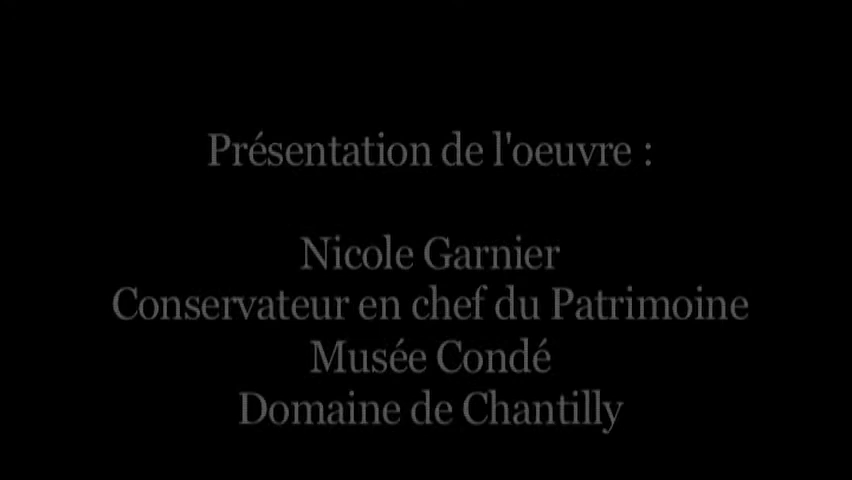 Présentation de l'oeuvre :
Nicole Garnier
Conservateur en chef du Patrimoine
Musée Condé
Domaine de Chantilly